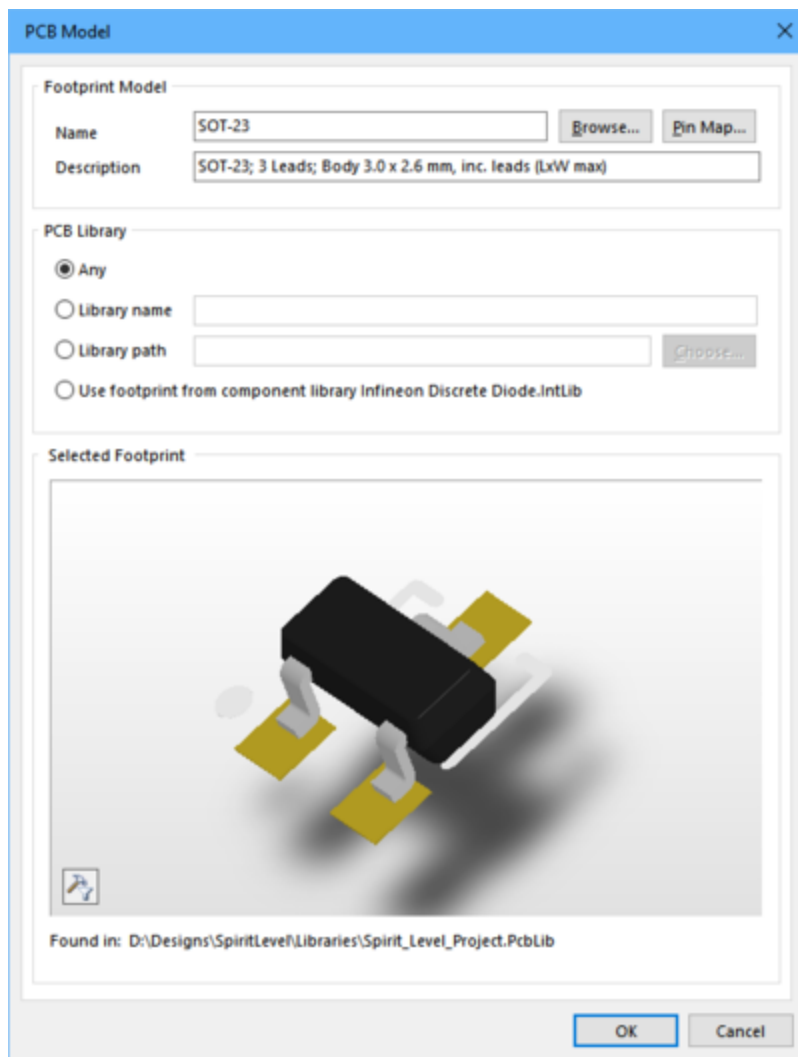 PCB Model
Footprint Model
Name SOT-23 Browse... Pin Map...
Description SOT-23; 3 Leads; Body 3.0 x 2.6 mm, inc. leads (LxW max)
PCB Library
Any
Library name
Library path Choose...
Use footprint from component library Infineon Discrete Diode.IntLib
Selected Footprint
Found in: D:\Designs\SpiritLevel\Libraries\Spirit_Level_Project.PcbLib
OK Cancel